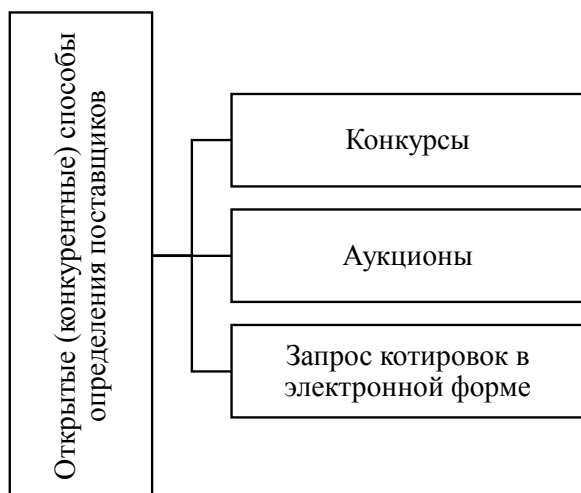 Открытые (конкурентные) способы
определения поставщиков
Конкурсы
Аукционы
Запрос котировок в
электронной форме